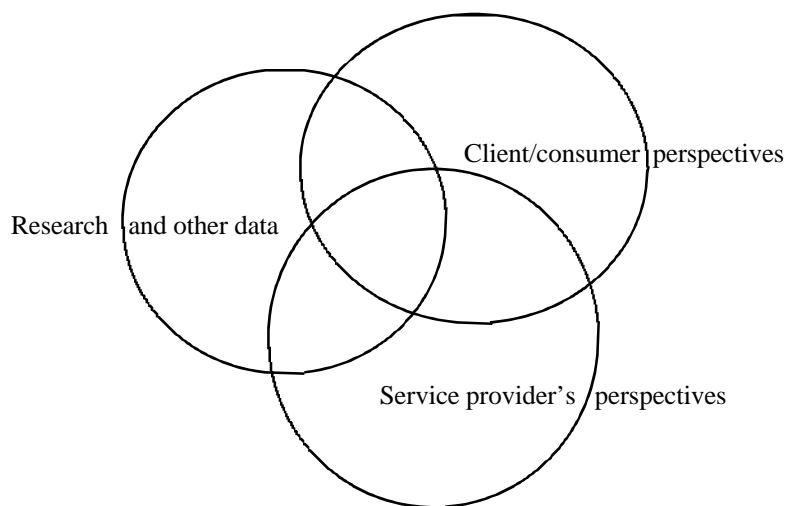 Client/consumer perspectives
Research and other data
Service provider’s perspectives